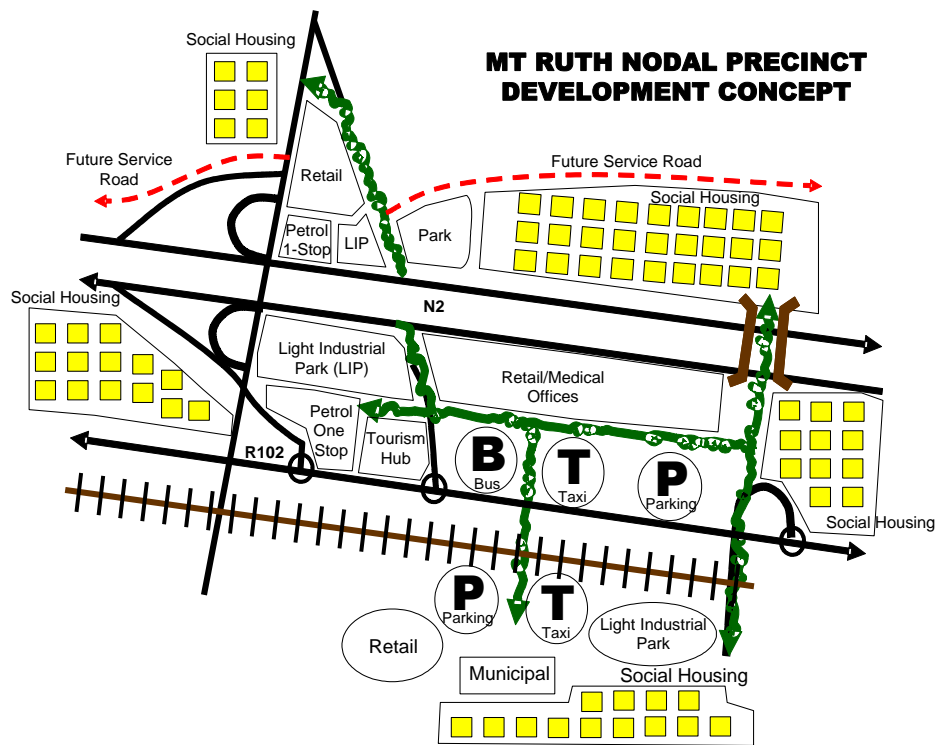 MT RUTH NODAL PRECINCT
DEVELOPMENT CONCEPT
Social Housing
Future Service
Road
Retail
Future Service Road
Social Housing
Petrol
1-Stop
LIP
Park
Social Housing
N2
Light Industrial
Park (LIP)
Retail/Medical
Offices
Petrol
One
Stop
Tourism
Hub
R102
B
Bus
T
Taxi
P
Parking
Social Housing
P
Parking
T
Taxi
Retail
Light Industrial
Park
Municipal
Social Housing